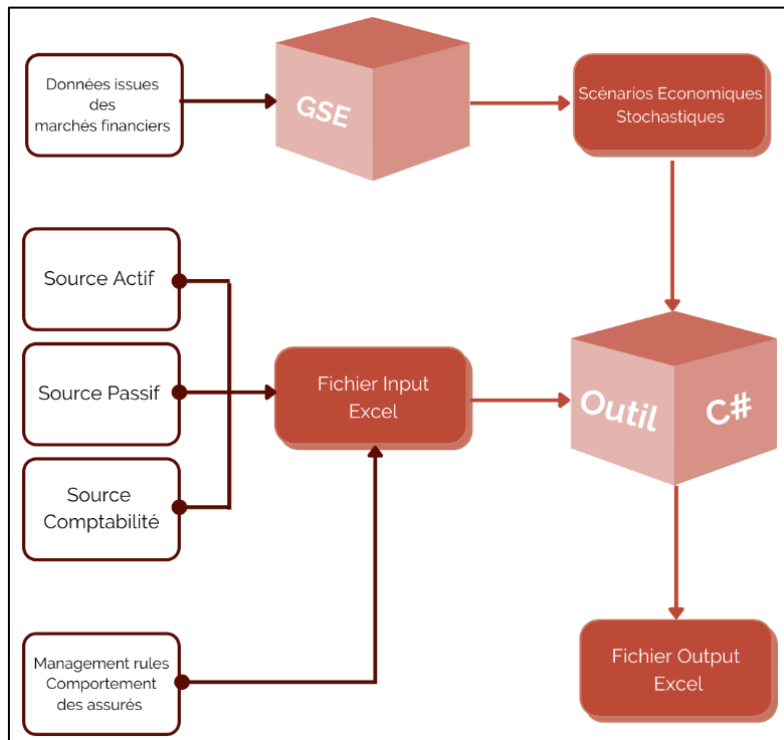 Données issues
des
marchés financiers
GSE
Scénarios Economiques
Stochastiques
Source Actif
Source Passif
Source
Comptabilité
Fichier Input
Excel
Outil
C#
Management rules
Comportement
des assurés
Fichier Output
Excel